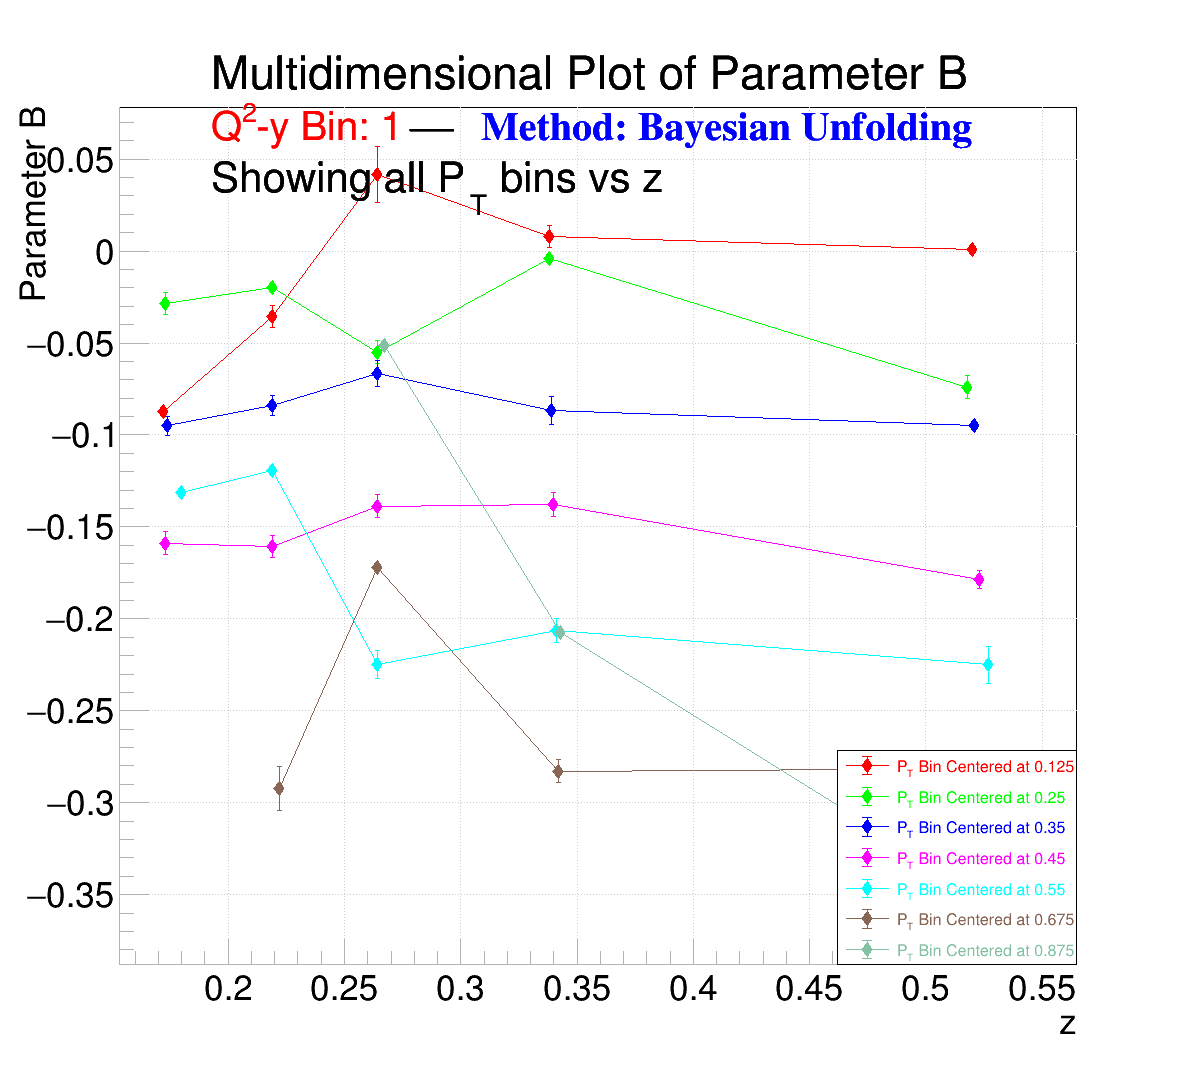 Multidimensional Plot of Parameter B
Q2-y Bin: 1 — Method: Bayesian Unfolding
Showing all PT bins vs z
Parameter B
0.05
0
−0.05
−0.1
−0.15
−0.2
−0.25
−0.3
−0.35
PT Bin Centered at 0.125
PT Bin Centered at 0.25
PT Bin Centered at 0.35
PT Bin Centered at 0.45
PT Bin Centered at 0.55
PT Bin Centered at 0.675
PT Bin Centered at 0.875
0.2 0.25 0.3 0.35 0.4 0.45 0.5 0.55
z